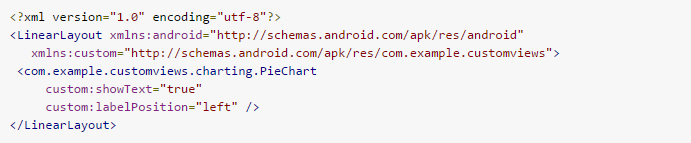 <?xml version="1.0" encoding="utf-8"?>
<LinearLayout xmlns:android="http://schemas.android.com/apk/res/android"
   xmlns:custom="http://schemas.android.com/apk/res/com.example.customviews">
 <com.example.customviews.charting.PieChart
     custom:showText="true"
     custom:labelPosition="left" />
</LinearLayout>